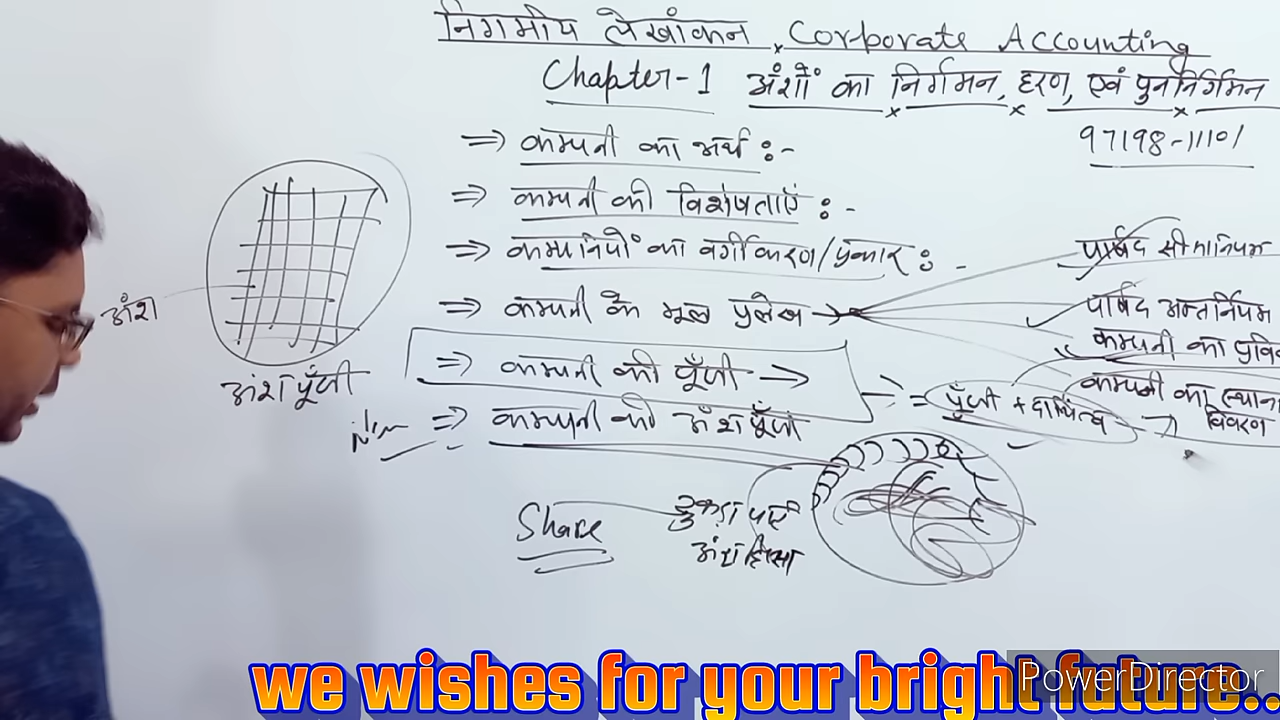 निगमीय लेखांकन Corporate Accounting
Chapter-1 अंशों का निर्गमन, हरण, एवं पुनर्निर्गमन
97198-11101
⇒ कम्पनी का अर्थ :-
⇒ कम्पनी की विशेषताएं :-
⇒ कम्पनियों का वर्गीकरण/प्रकार :-
पार्षद सीमानियम
⇒ कम्पनी के मूल प्रलेख →
पार्षद अन्तर्नियम
कम्पनी का प्रवि
⇒ कम्पनी की पूँजी →
= पूँजी + दायित्व →
कम्पनी का स्थान
विवरण
⇒ कम्पनी की अंश पूँजी
अंश
अंश पूँजी
Share
टुकड़ा
अंश हिस्सा
we wishes for your bright future..
PowerDirector